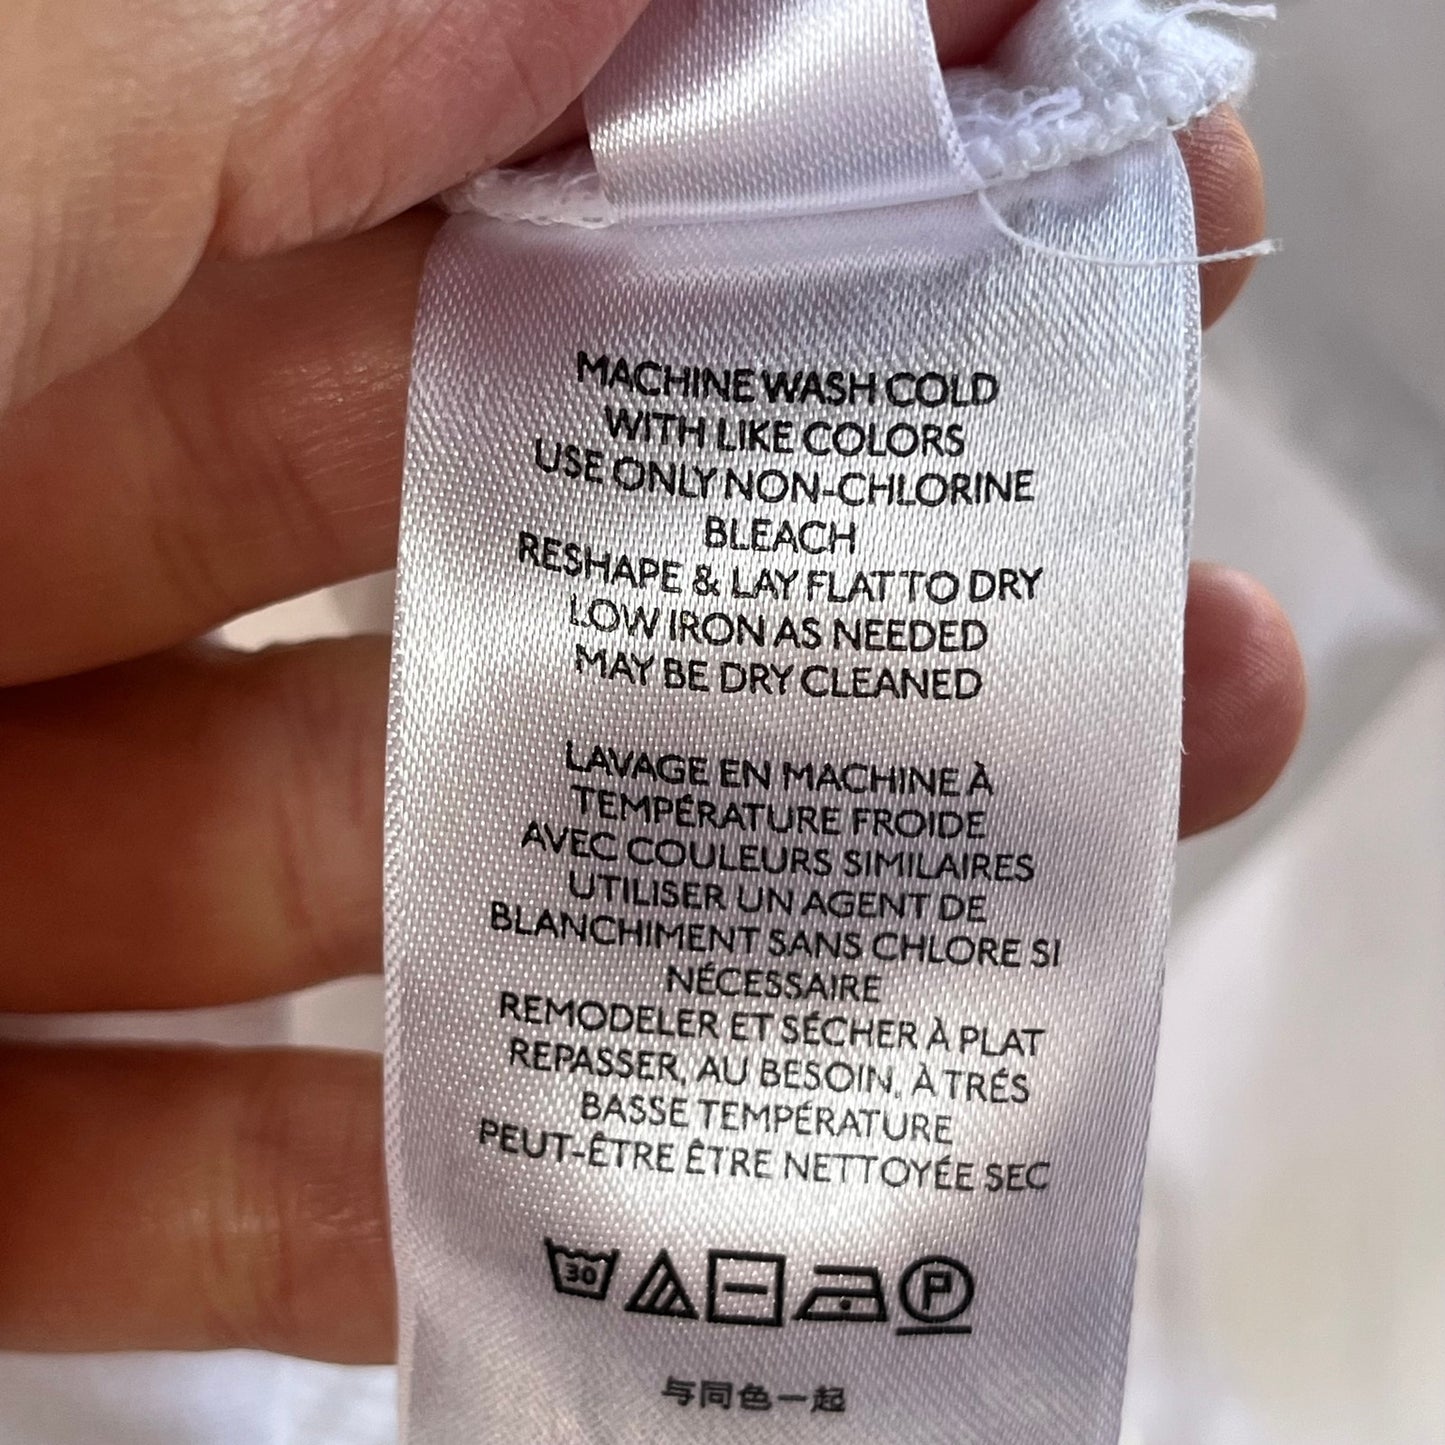 MACHINE WASH COLD
WITH LIKE COLORS
USE ONLY NON-CHLORINE
BLEACH
RESHAPE & LAY FLAT TO DRY
LOW IRON AS NEEDED
MAY BE DRY CLEANED
LAVAGE EN MACHINE À
TEMPÉRATURE FROIDE
AVEC COULEURS SIMILAIRES
UTILISER UN AGENT DE
BLANCHIMENT SANS CHLORE SI
NÉCESSAIRE
REMODELER ET SÉCHER À PLAT
REPASSER, AU BESOIN, À TRÉS
BASSE TEMPÉRATURE
PEUT-ÊTRE ÊTRE NETTOYÉE SEC
30 P
与同色一起